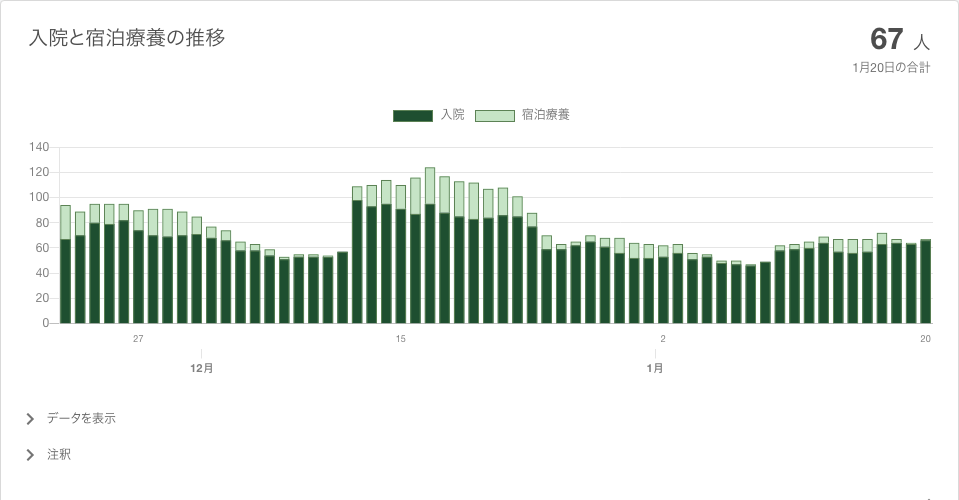 入院と宿泊療養の推移
67 人
1月20日の合計
入院 宿泊療養
140
120
100
80
60
40
20
0
27 15 2 20
12月 1月
データを表示
注釈